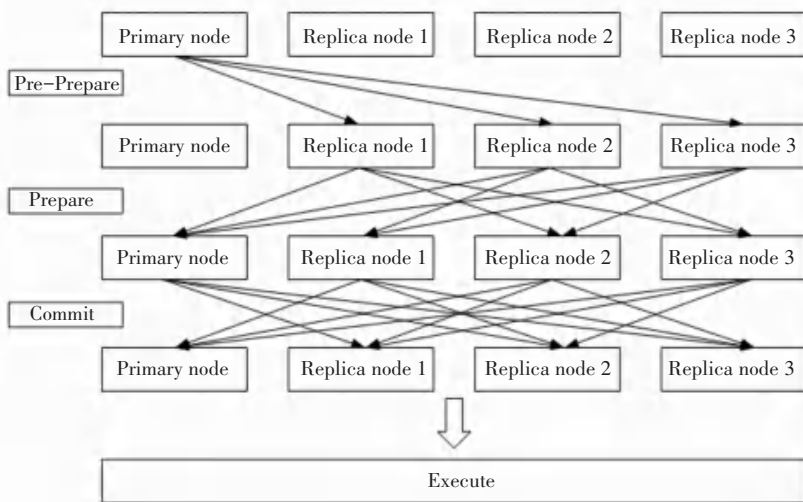 Primary node Replica node 1 Replica node 2 Replica node 3
Pre-Prepare
Primary node Replica node 1 Replica node 2 Replica node 3
Prepare
Primary node Replica node 1 Replica node 2 Replica node 3
Commit
Primary node Replica node 1 Replica node 2 Replica node 3
Execute